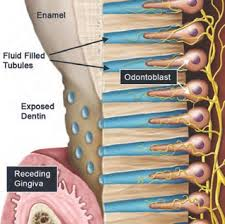 Enamel
Fluid Filled
Tubules
Odontoblast
Exposed
Dentin
Receding
Gingiva